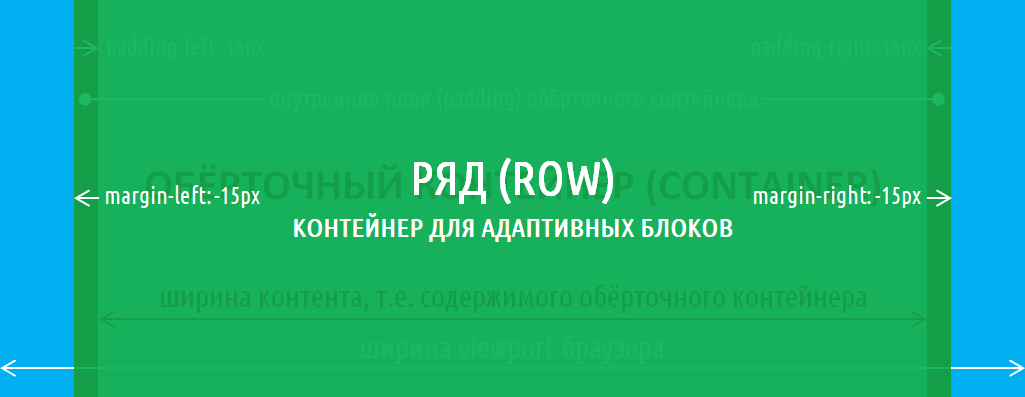 padding-left: 15px
padding-right: 15px
внутренние поля (padding) обёрточного контейнера
ОБЁРТОЧНЫЙ КОНТЕЙНЕР (CONTAINER)
РЯД (ROW)
margin-left: -15px
margin-right: -15px
КОНТЕЙНЕР ДЛЯ АДАПТИВНЫХ БЛОКОВ
ширина контента, т.е. содержимого обёрточного контейнера
ширина viewport браузера